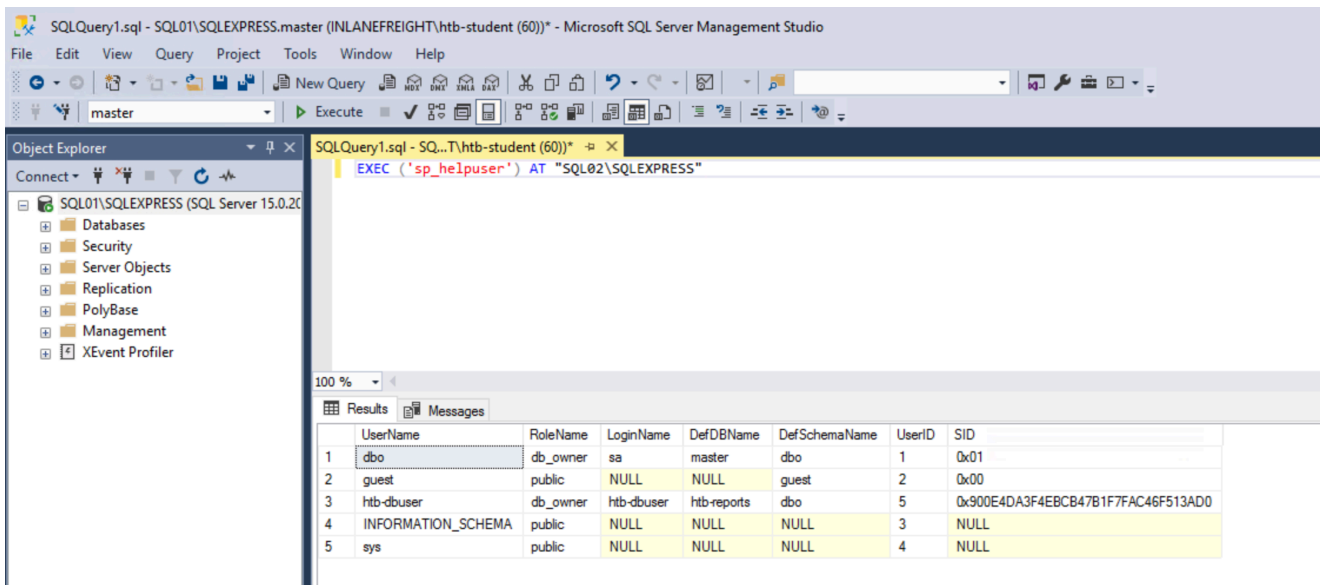 SQLQuery1.sql - SQL01\SQLEXPRESS.master (INLANEFREIGHT\htb-student (60))* - Microsoft SQL Server Management Studio
File Edit View Query Project Tools Window Help
New Query MDX DMX XMLA DAX
master Execute
Object Explorer
SQLQuery1.sql - SQ...T\htb-student (60))*
Connect
EXEC ('sp_helpuser') AT "SQL02\SQLEXPRESS"
SQL01\SQLEXPRESS (SQL Server 15.0.20
Databases
Security
Server Objects
Replication
PolyBase
Management
XEvent Profiler
100 %
Results Messages
UserName RoleName LoginName DefDBName DefSchemaName UserID SID
1 dbo db_owner sa master dbo 1 0x01
2 guest public NULL NULL guest 2 0x00
3 htb-dbuser db_owner htb-dbuser htb-reports dbo 5 0x900E4DA3F4EBCB47B1F7FAC46F513AD0
4 INFORMATION_SCHEMA public NULL NULL NULL 3 NULL
5 sys public NULL NULL NULL 4 NULL